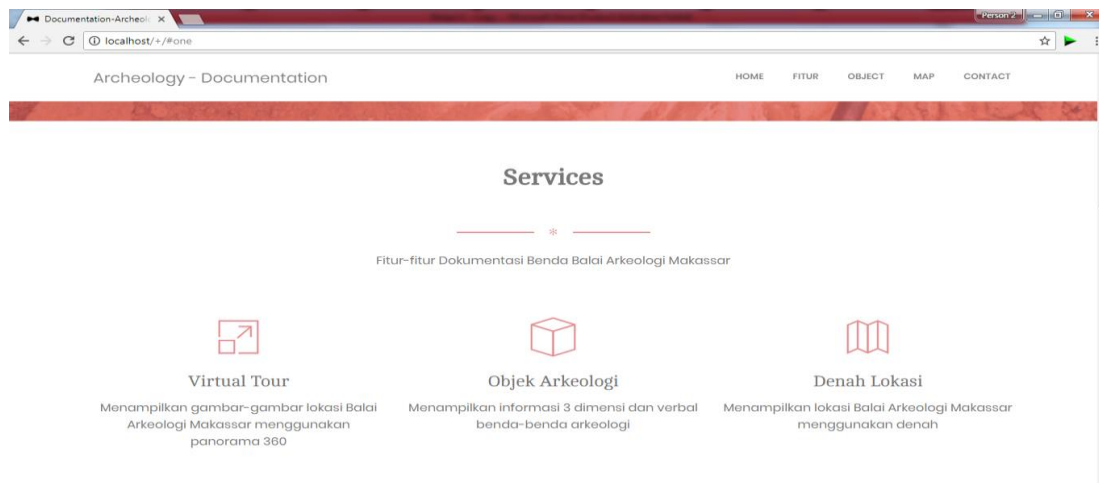 Documentation-Archeolo
Person 2
localhost/+/#one
Archeology - Documentation
HOME FITUR OBJECT MAP CONTACT
Services
Fitur-fitur Dokumentasi Benda Balai Arkeologi Makassar
Virtual Tour
Menampilkan gambar-gambar lokasi Balai
Arkeologi Makassar menggunakan
panorama 360
Objek Arkeologi
Menampilkan informasi 3 dimensi dan verbal
benda-benda arkeologi
Denah Lokasi
Menampilkan lokasi Balai Arkeologi Makassar
menggunakan denah